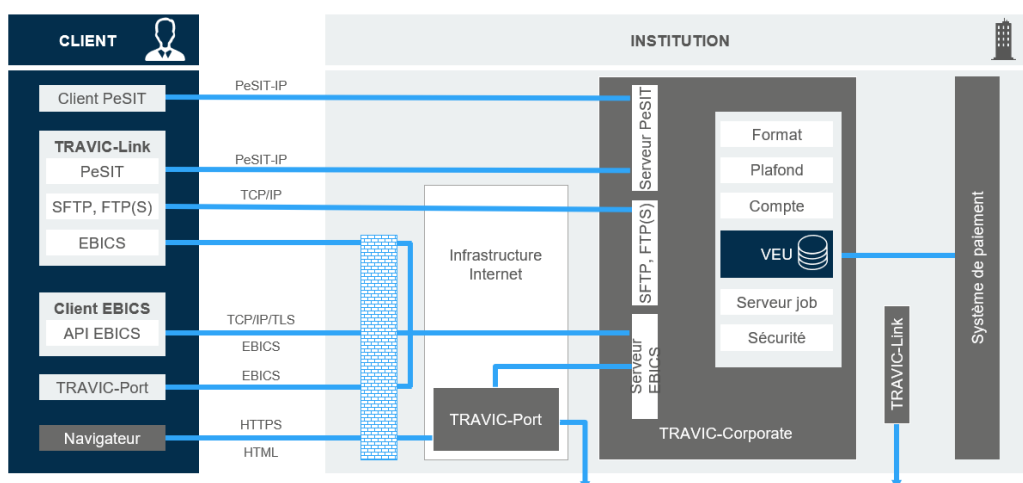 CLIENT
INSTITUTION
Client PeSIT
PeSIT-IP
TRAVIC-Link
PeSIT
PeSIT-IP
SFTP, FTP(S)
TCP/IP
EBICS
Client EBICS
API EBICS
TCP/IP/TLS
EBICS
TRAVIC-Port
EBICS
Navigateur
HTTPS
HTML
Infrastructure
Internet
TRAVIC-Port
Serveur PeSIT
SFTP, FTP(S)
Serveur
EBICS
Format
Plafond
Compte
VEU
Serveur job
Sécurité
TRAVIC-Corporate
TRAVIC-Link
Système de paiement